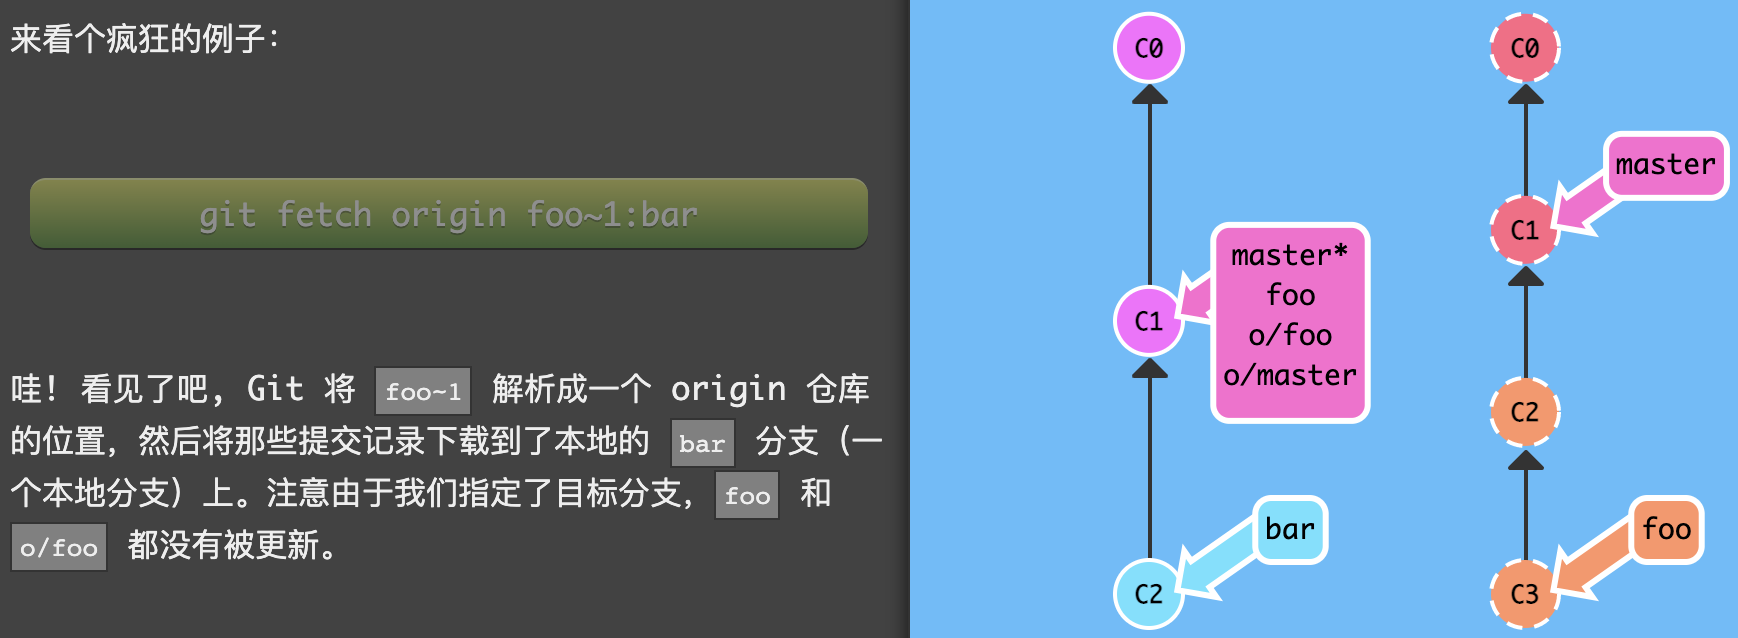 来看个疯狂的例子：
git fetch origin foo~1:bar
哇! 看见了吧, Git 将 foo~1 解析成一个 origin 仓库
的位置，然后将那些提交记录下载到了本地的 bar 分支（一
个本地分支）上。注意由于我们指定了目标分支，foo 和
o/foo 都没有被更新。
C0
C1
master*
foo
o/foo
o/master
C2
bar
C0
master
C1
C2
foo
C3